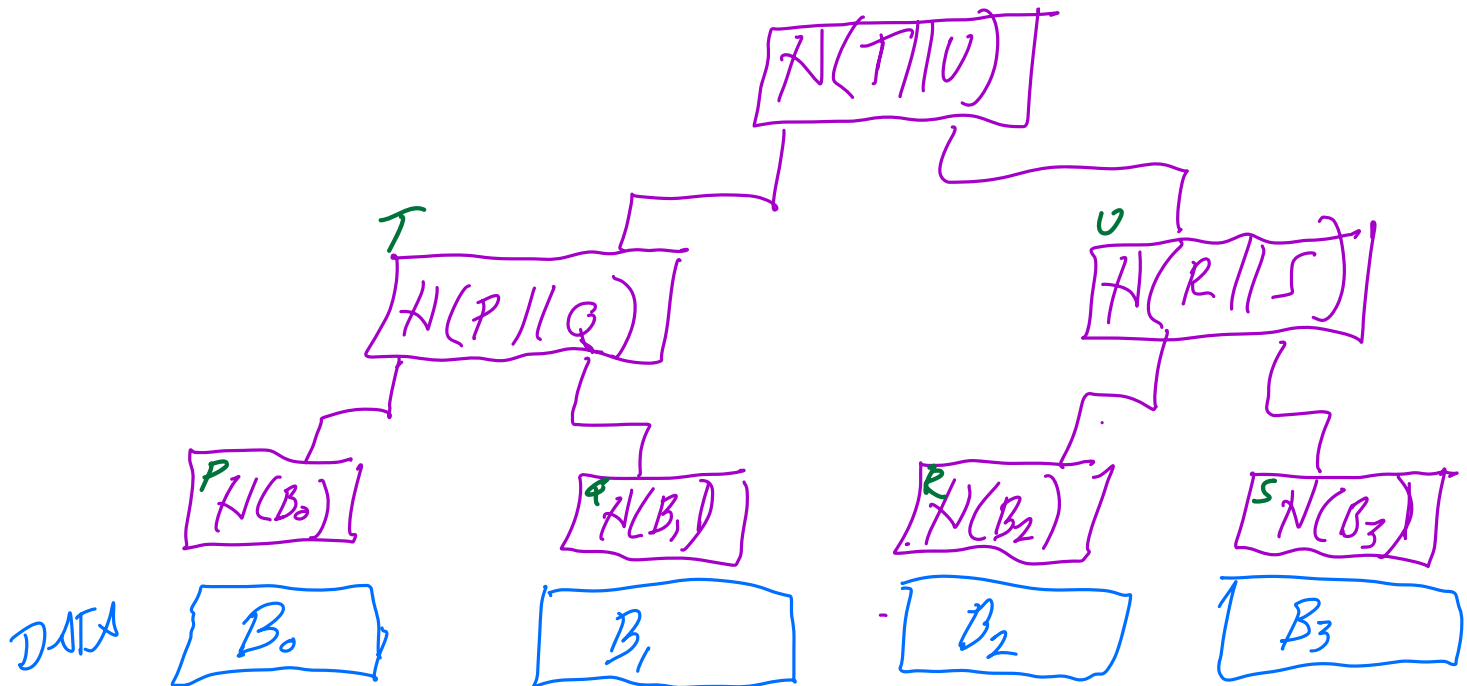 H(T||U)
T
U
H(P||Q)
H(R||S)
P
H(B₀)
Q
H(B₁)
R
H(B₂)
S
H(B₃)
DATA
B₀
B₁
B₂
B₃